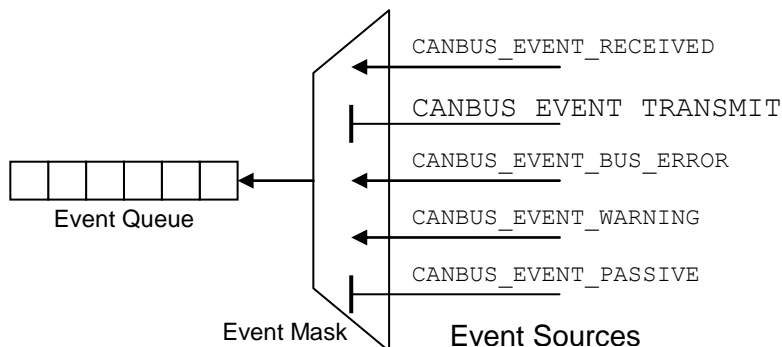 CANBUS_EVENT_RECEIVED
CANBUS EVENT TRANSMIT
CANBUS_EVENT_BUS_ERROR
Event Queue
CANBUS_EVENT_WARNING
CANBUS_EVENT_PASSIVE
Event Mask
Event Sources